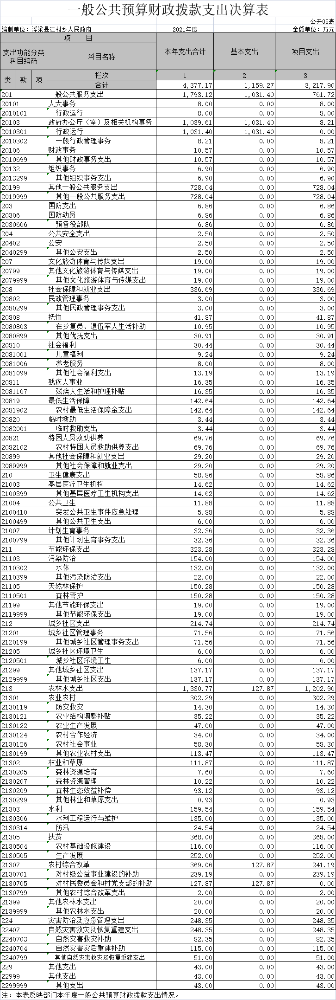 一般公共预算财政拨款支出决算表
公开05表
编制单位：浮梁县江村乡人民政府 2021年度 金额单位：万元
项 目 本年支出合计 基本支出 项目支出
支出功能分类科目编码 科目名称
类 款 项 栏次 1 2 3
合计 4,377.17 1,159.27 3,217.90
201 一般公共服务支出 1,793.12 1,031.40 761.72
20101 人大事务 8.00 0.00 8.00
2010101 行政运行 8.00 0.00 8.00
20103 政府办公厅（室）及相关机构事务 1,039.61 1,031.40 8.21
2010301 行政运行 1,031.40 1,031.40 0.00
2010302 一般行政管理事务 8.21 0.00 8.21
20106 财政事务 10.57 0.00 10.57
2010699 其他财政事务支出 10.57 0.00 10.57
20132 组织事务 6.90 0.00 6.90
2013299 其他组织事务支出 6.90 0.00 6.90
20199 其他一般公共服务支出 728.04 0.00 728.04
2019999 其他一般公共服务支出 728.04 0.00 728.04
203 国防支出 6.86 0.00 6.86
20306 国防动员 6.86 0.00 6.86
2030606 预备役部队 6.86 0.00 6.86
204 公共安全支出 2.50 0.00 2.50
20402 公安 2.50 0.00 2.50
2040299 其他公安支出 2.50 0.00 2.50
207 文化旅游体育与传媒支出 19.00 0.00 19.00
20799 其他文化旅游体育与传媒支出 19.00 0.00 19.00
2079999 其他文化旅游体育与传媒支出 19.00 0.00 19.00
208 社会保障和就业支出 336.69 0.00 336.69
20802 民政管理事务 3.00 0.00 3.00
2080299 其他民政管理事务支出 3.00 0.00 3.00
20808 抚恤 41.87 0.00 41.87
2080803 在乡复员、退伍军人生活补助 10.95 0.00 10.95
2080899 其他优抚支出 30.91 0.00 30.91
20810 社会福利 30.44 0.00 30.44
2081001 儿童福利 9.24 0.00 9.24
2081006 养老服务 8.00 0.00 8.00
2081099 其他社会福利支出 13.19 0.00 13.19
20811 残疾人事业 16.35 0.00 16.35
2081107 残疾人生活和护理补贴 16.35 0.00 16.35
20819 最低生活保障 142.64 0.00 142.64
2081902 农村最低生活保障金支出 142.64 0.00 142.64
20820 临时救助 3.44 0.00 3.44
2082001 临时救助支出 3.44 0.00 3.44
20821 特困人员救助供养 69.76 0.00 69.76
2082102 农村特困人员救助供养支出 69.76 0.00 69.76
20899 其他社会保障和就业支出 29.20 0.00 29.20
2089999 其他社会保障和就业支出 29.20 0.00 29.20
210 卫生健康支出 58.86 0.00 58.86
21003 基层医疗卫生机构 14.62 0.00 14.62
2100399 其他基层医疗卫生机构支出 14.62 0.00 14.62
21004 公共卫生 11.88 0.00 11.88
2100410 突发公共卫生事件应急处理 5.88 0.00 5.88
2100499 其他公共卫生支出 6.00 0.00 6.00
21007 计划生育事务 32.36 0.00 32.36
2100799 其他计划生育事务支出 32.36 0.00 32.36
211 节能环保支出 323.28 0.00 323.28
21103 污染防治 154.00 0.00 154.00
2110302 水体 132.00 0.00 132.00
2110399 其他污染防治支出 22.00 0.00 22.00
21105 天然林保护 150.28 0.00 150.28
2110501 森林管护 150.28 0.00 150.28
21199 其他节能环保支出 19.00 0.00 19.00
2119999 其他节能环保支出 19.00 0.00 19.00
212 城乡社区支出 214.74 0.00 214.74
21201 城乡社区管理事务 71.56 0.00 71.56
2120199 其他城乡社区管理事务支出 71.56 0.00 71.56
21205 城乡社区环境卫生 6.00 0.00 6.00
2120501 城乡社区环境卫生 6.00 0.00 6.00
21299 其他城乡社区支出 137.17 0.00 137.17
2129999 其他城乡社区支出 137.17 0.00 137.17
213 农林水支出 1,330.77 127.87 1,202.90
21301 农业农村 302.29 0.00 302.29
2130119 防灾救灾 14.30 0.00 14.30
2130121 农业结构调整补贴 35.22 0.00 35.22
2130122 农业生产发展 47.00 0.00 47.00
2130124 农村合作经济 34.00 0.00 34.00
2130126 农村社会事业 58.30 0.00 58.30
2130199 其他农业农村支出 113.47 0.00 113.47
21302 林业和草原 111.87 0.00 111.87
2130205 森林资源培育 7.60 0.00 7.60
2130207 森林资源管理 10.22 0.00 10.22
2130209 森林生态效益补偿 93.12 0.00 93.12
2130299 其他林业和草原支出 0.93 0.00 0.93
21303 水利 159.54 0.00 159.54
2130306 水利工程运行与维护 135.00 0.00 135.00
2130314 防汛 24.54 0.00 24.54
21305 扶贫 368.00 0.00 368.00
2130504 农村基础设施建设 116.00 0.00 116.00
2130505 生产发展 252.00 0.00 252.00
21307 农村综合改革 369.06 127.87 241.19
2130701 对村级公益事业建设的补助 239.19 0.00 239.19
2130705 对村民委员会和村党支部的补助 127.87 127.87 0.00
2130799 其他农村综合改革支出 2.00 0.00 2.00
21399 其他农林水支出 20.00 0.00 20.00
2139999 其他农林水支出 20.00 0.00 20.00
224 灾害防治及应急管理支出 248.35 0.00 248.35
22407 自然灾害救灾及恢复重建支出 248.35 0.00 248.35
2240703 自然灾害救灾补助 82.35 0.00 82.35
2240704 自然灾害灾后重建补助 115.00 0.00 115.00
2240799 其他自然灾害救灾及恢复重建支出 51.00 0.00 51.00
229 其他支出 43.00 0.00 43.00
22999 其他支出 43.00 0.00 43.00
2299999 其他支出 43.00 0.00 43.00
注：本表反映部门本年度一般公共预算财政拨款支出情况。